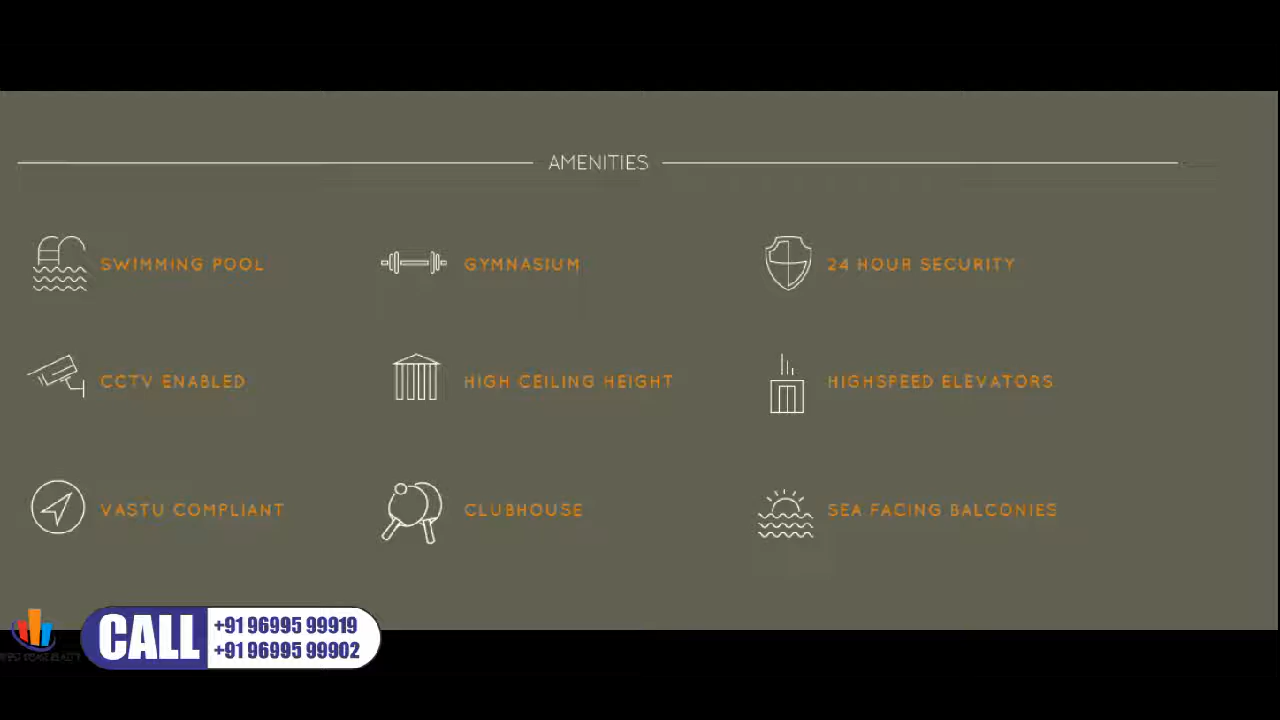 AMENITIES
SWIMMING POOL
GYMNASIUM
24 HOUR SECURITY
CCTV ENABLED
HIGH CEILING HEIGHT
HIGHSPEED ELEVATORS
VASTU COMPLIANT
CLUBHOUSE
SEA FACING BALCONIES
CALL
+91 96995 99919
+91 96995 99902